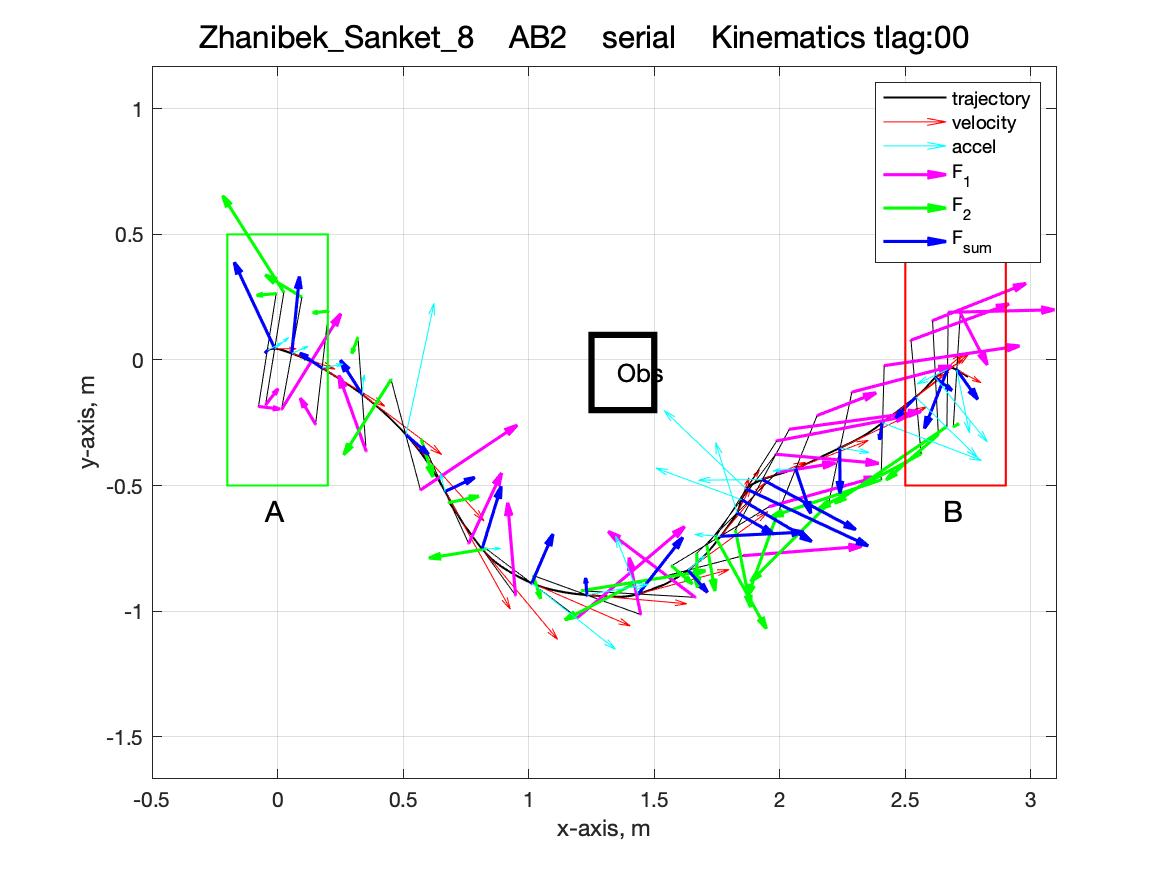 Zhanibek_Sanket_8 AB2 serial Kinematics tlag:00
trajectory
velocity
accel
F1
F2
Fsum
1
0.5
0
-0.5
-1
-1.5
y-axis, m
Obs
A
B
-0.5 0 0.5 1 1.5 2 2.5 3
x-axis, m